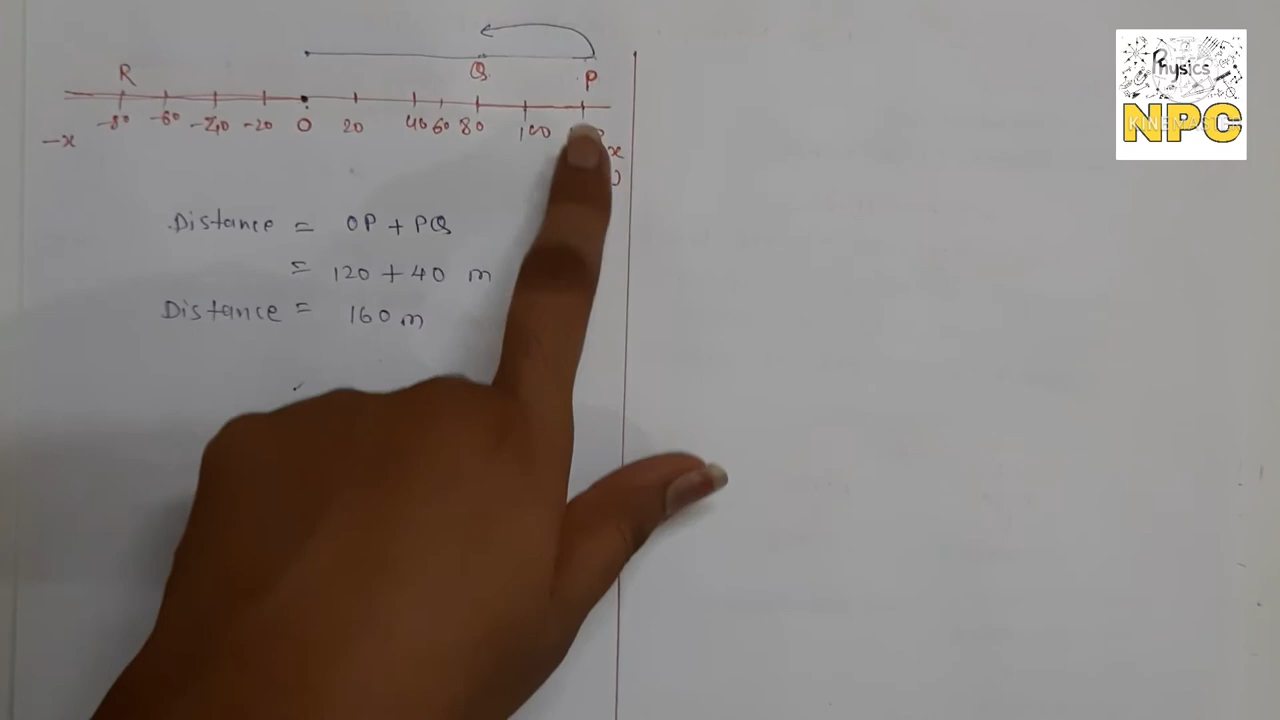 R Q P
-80 -60 -40 -20 0 20 40 60 80 100
-x x
Distance = OP + PQ
= 120 + 40 m
Distance = 160 m
Physics
NPC
KINEMASTER